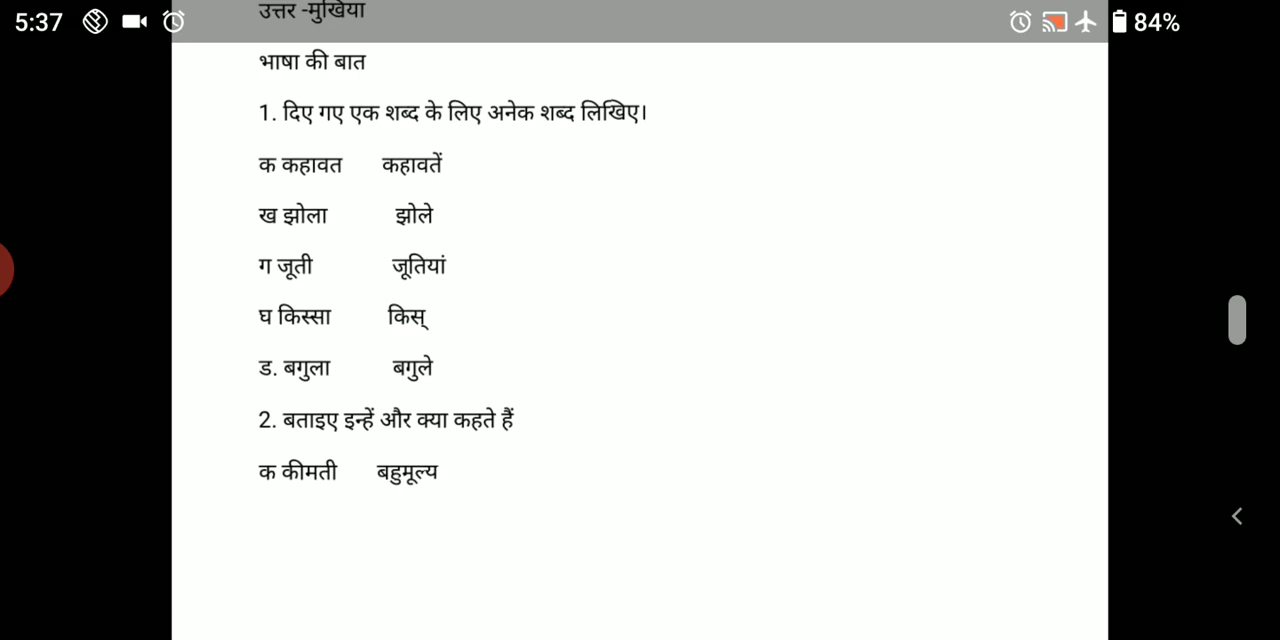 5:37 84%
उत्तर -मुखिया
भाषा की बात
1. दिए गए एक शब्द के लिए अनेक शब्द लिखिए।
क कहावत कहावतें
ख झोला झोले
ग जूती जूतियां
घ किस्सा किस्
ड. बगुला बगुले
2. बताइए इन्हें और क्या कहते हैं
क कीमती बहुमूल्य